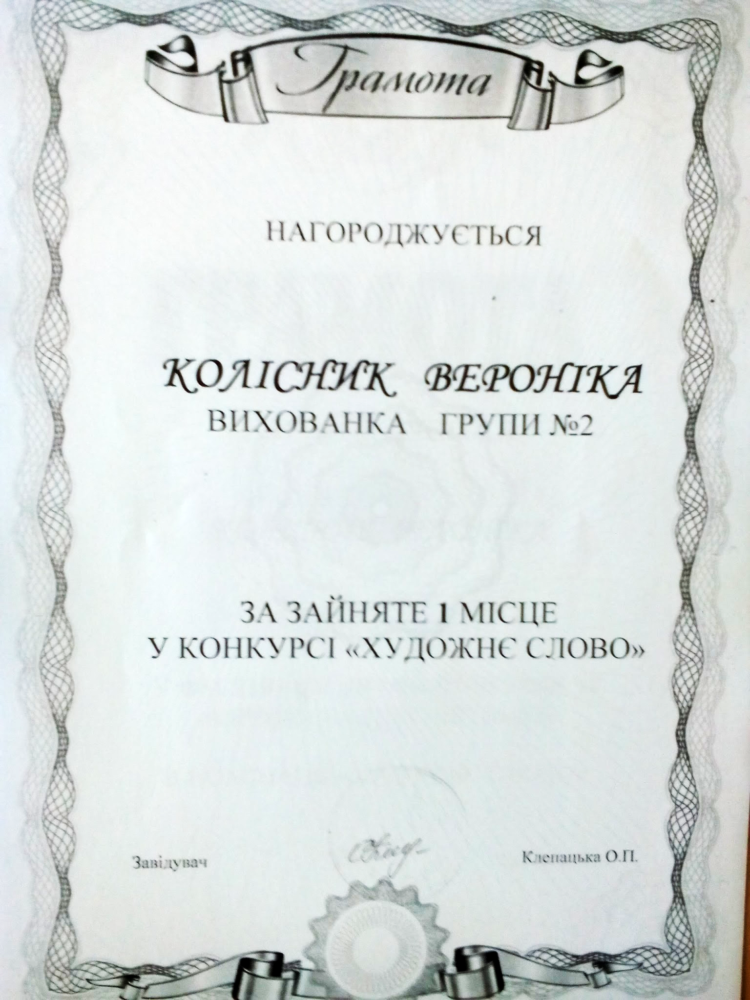 Грамота
НАГОРОДЖУЄТЬСЯ
КОЛІСНИК ВЕРОНІКА
ВИХОВАНКА ГРУПИ №2
ЗА ЗАЙНЯТЕ 1 МІСЦЕ
У КОНКУРСІ «ХУДОЖНЄ СЛОВО»
Завідувач Клепацька О.П.